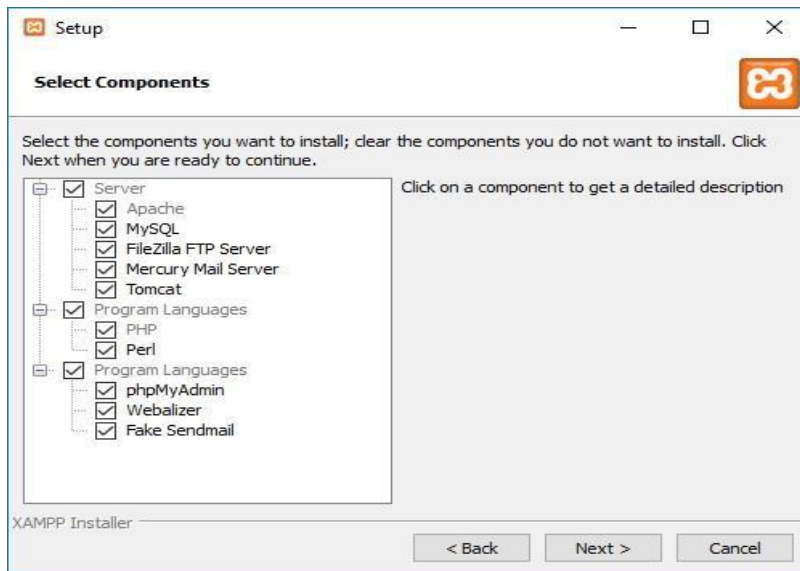 Setup
Select Components
Select the components you want to install; clear the components you do not want to install. Click
Next when you are ready to continue.
Server
Apache
MySQL
FileZilla FTP Server
Mercury Mail Server
Tomcat
Program Languages
PHP
Perl
Program Languages
phpMyAdmin
Webalizer
Fake Sendmail
Click on a component to get a detailed description
XAMPP Installer
< Back
Next >
Cancel